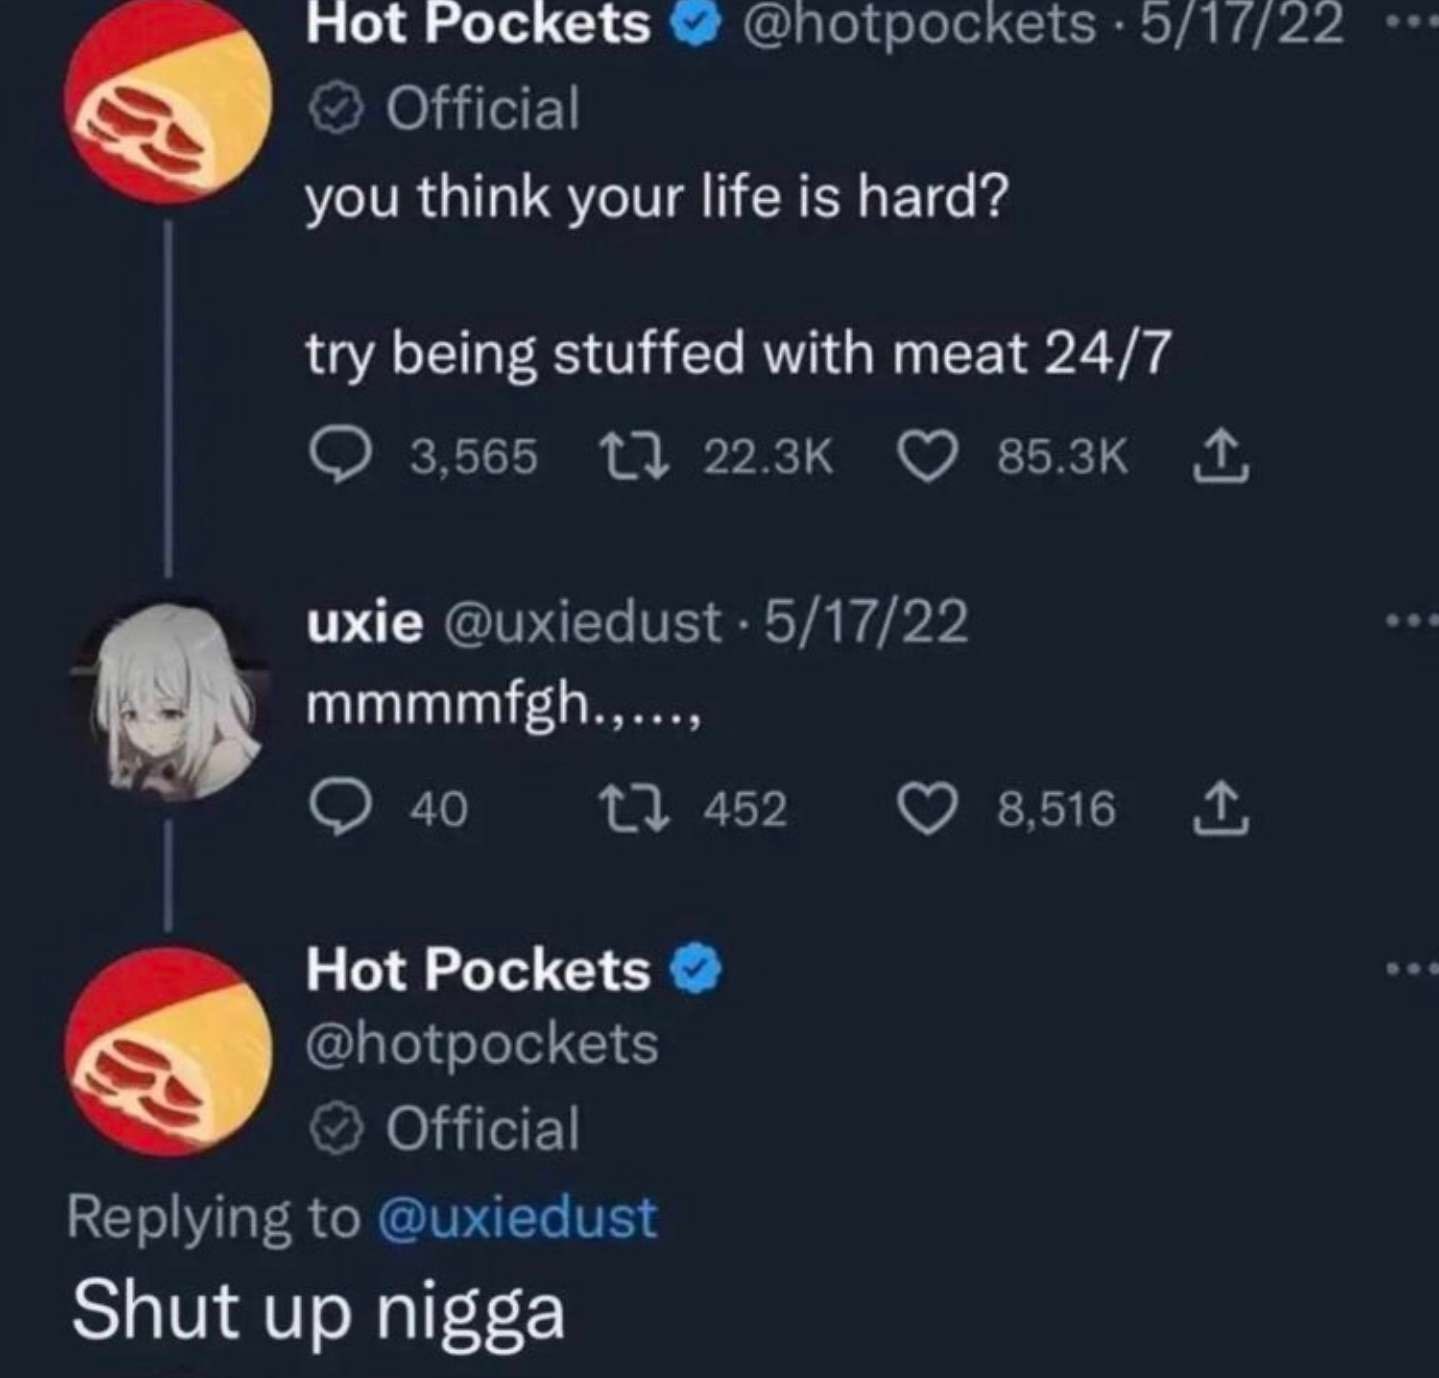 Hot Pockets @hotpockets · 5/17/22
Official
you think your life is hard?
try being stuffed with meat 24/7
3,565 22.3K 85.3K
uxie @uxiedust · 5/17/22
mmmmfgh.,...,
40 452 8,516
Hot Pockets
@hotpockets
Official
Replying to @uxiedust
Shut up nigga